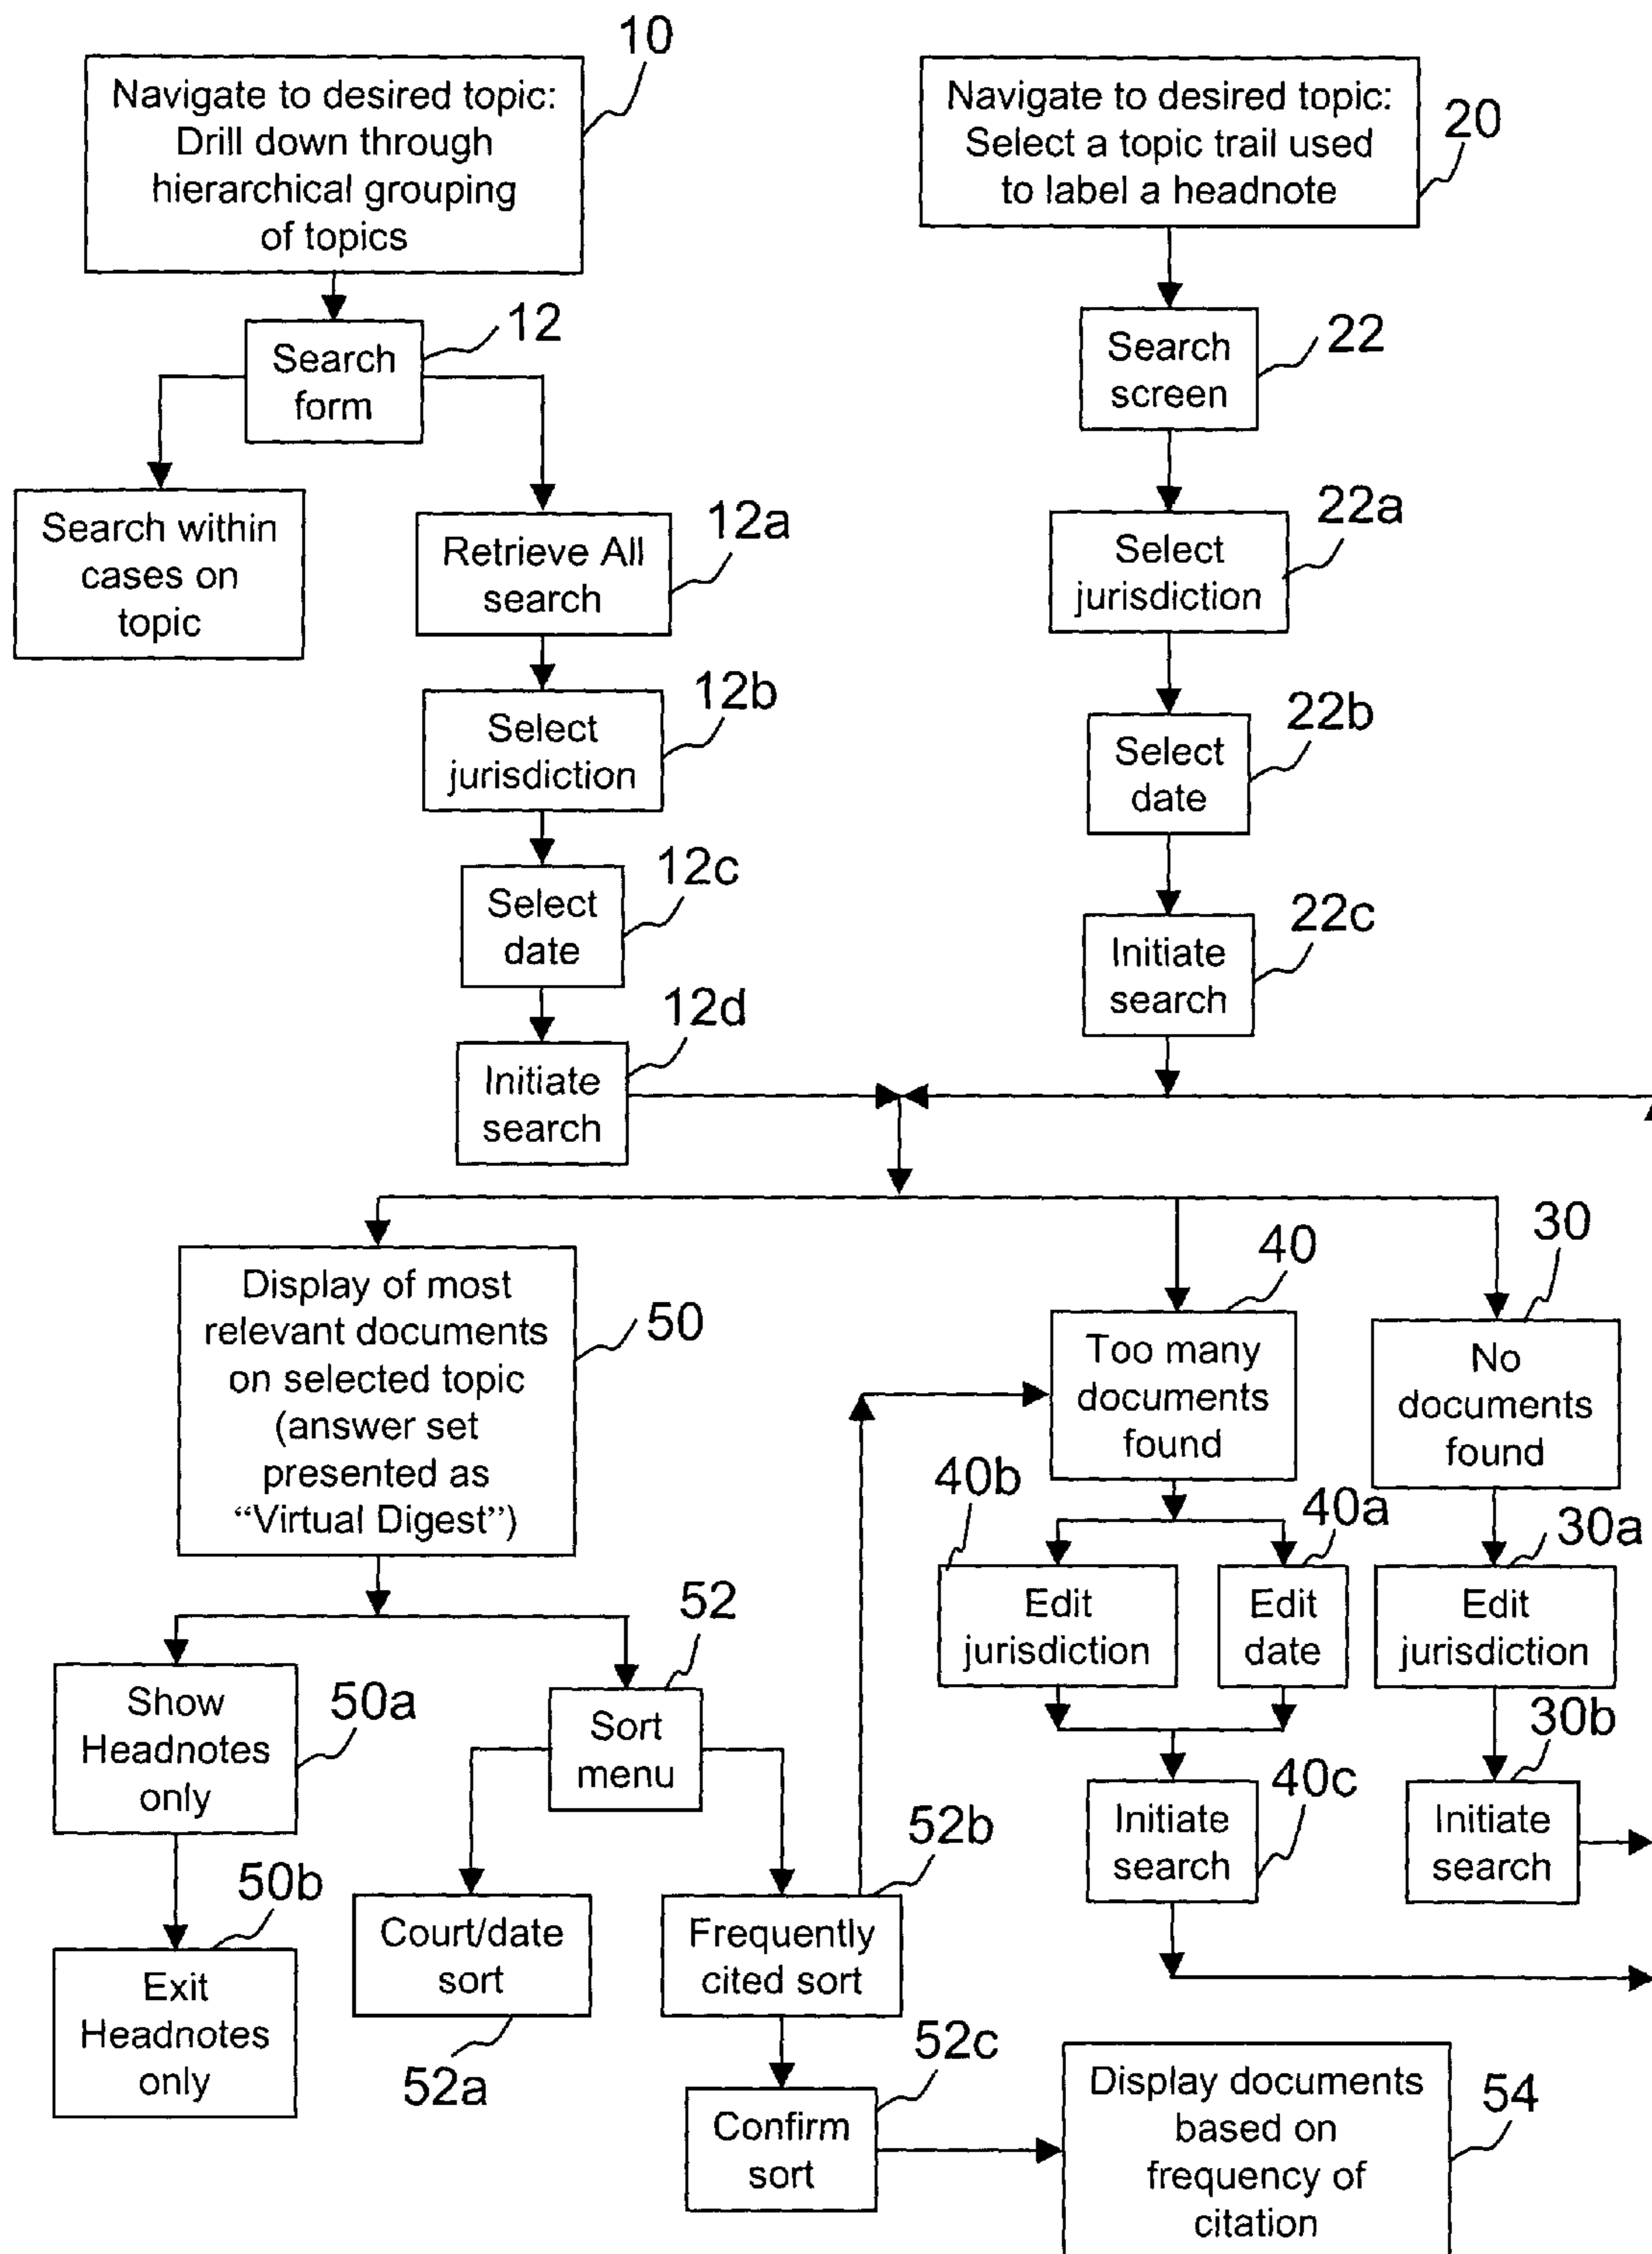 10
Navigate to desired topic:
Drill down through
hierarchical grouping
of topics
Navigate to desired topic:
Select a topic trail used
to label a headnote
20
12
Search
form
Search
screen
22
Search within
cases on
topic
Retrieve All
search
12a
Select
jurisdiction
22a
Select
jurisdiction
12b
Select
date
22b
Select
date
12c
Initiate
search
22c
Initiate
search
12d
Display of most
relevant documents
on selected topic
(answer set
presented as
“Virtual Digest”)
50
40
Too many
documents
found
30
No
documents
found
40b
Edit
jurisdiction
40a
Edit
date
30a
Edit
jurisdiction
Show
Headnotes
only
50a
52
Sort
menu
40c
Initiate
search
30b
Initiate
search
50b
Exit
Headnotes
only
Court/date
sort
52a
52b
Frequently
cited sort
52c
Confirm
sort
Display documents
based on
frequency of
citation
54